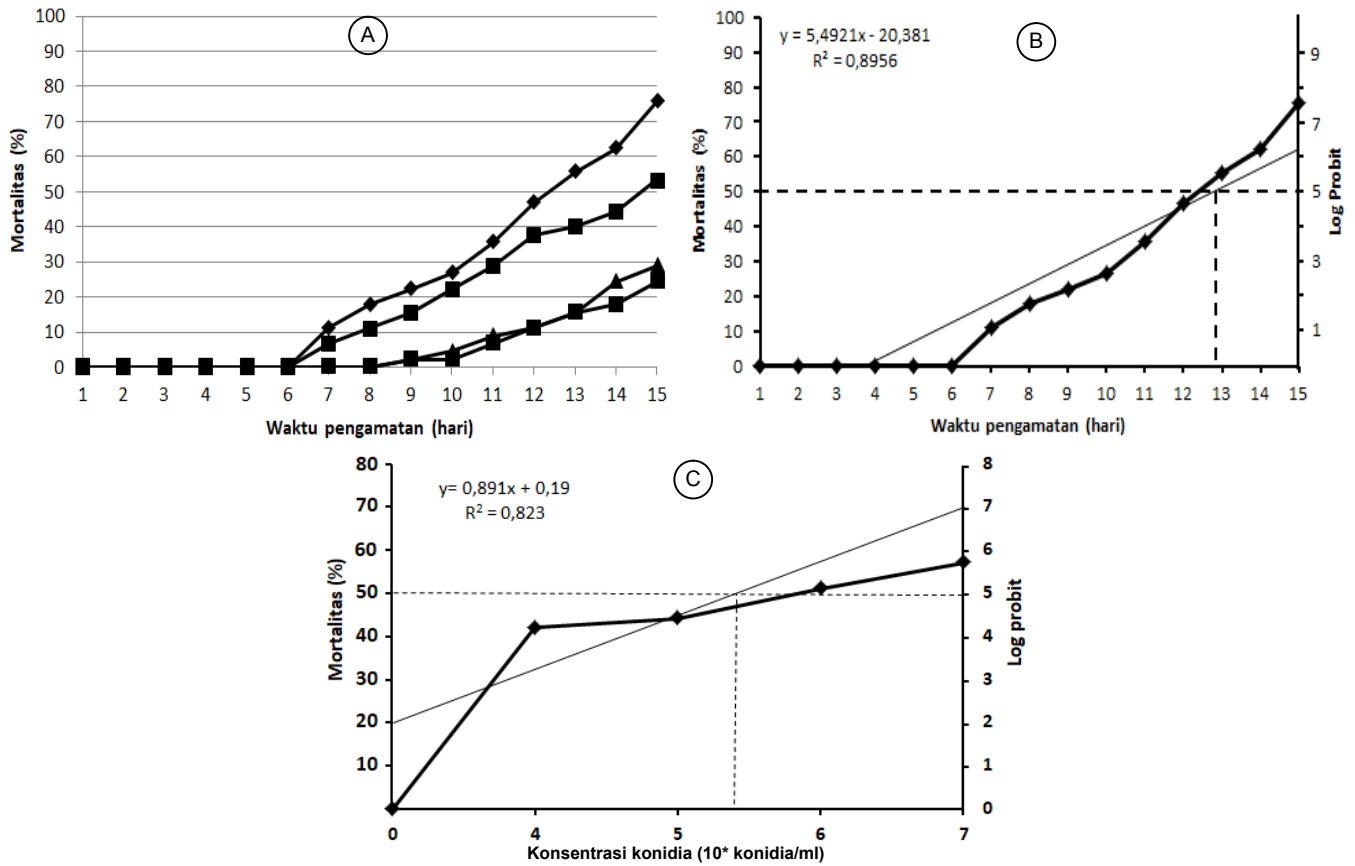 A
100
90
80
70
60
50
40
30
20
10
0
Mortalitas (%)
1 2 3 4 5 6 7 8 9 10 11 12 13 14 15
Waktu pengamatan (hari)
B
y = 5,4921x - 20,381
R² = 0,8956
100
90
80
70
60
50
40
30
20
10
0
Mortalitas (%)
9
7
5
3
1
Log Probit
1 2 3 4 5 6 7 8 9 10 11 12 13 14 15
Waktu pengamatan (hari)
C
y= 0,891x + 0,19
R² = 0,823
80
70
60
50
40
30
20
10
Mortalitas (%)
8
7
6
5
4
3
2
1
0
Log probit
0 4 5 6 7
Konsentrasi konidia (10* konidia/ml)